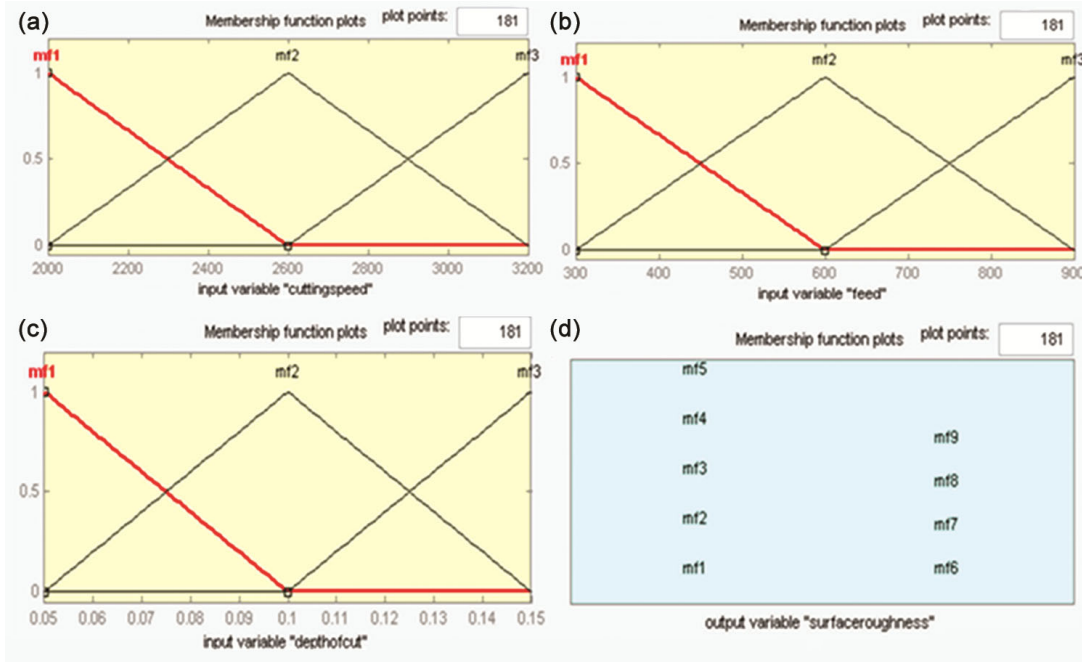 (a)
Membership function plots plot points: 181
mf1 mf2 mf3
1
0.5
0
2000 2200 2400 2600 2800 3000 3200
input variable "cuttingspeed"
(b)
Membership function plots plot points: 181
mf1 mf2 mf3
1
0.5
0
300 400 500 600 700 800 900
input variable "feed"
(c)
Membership function plots plot points: 181
mf1 mf2 mf3
1
0.5
0
0.05 0.06 0.07 0.08 0.09 0.1 0.11 0.12 0.13 0.14 0.15
input variable "depthofcut"
(d)
Membership function plots plot points: 181
mf5
mf4
mf3
mf2
mf1
mf9
mf8
mf7
mf6
output variable "surfaceroughness"